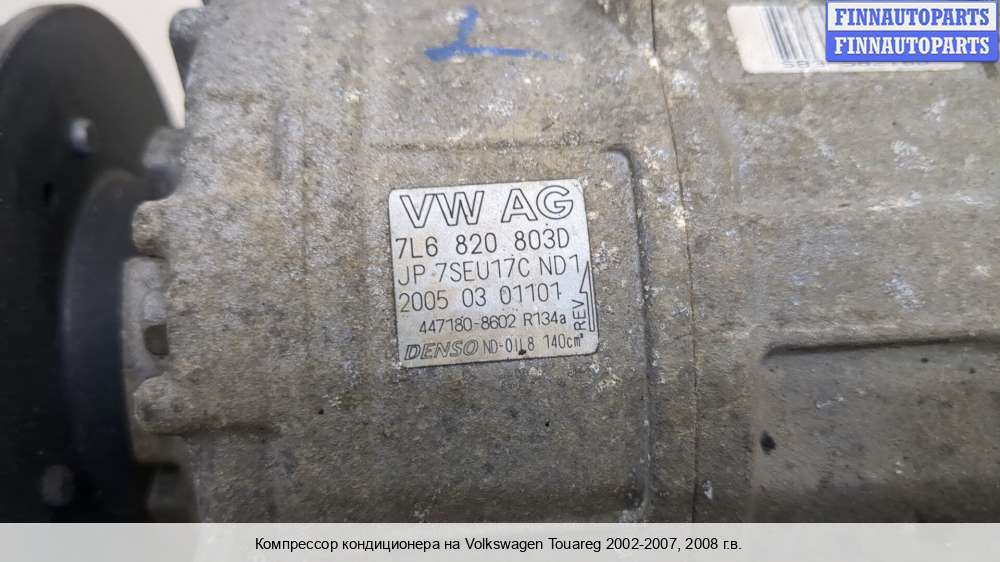 FINNAUTOPARTS
FINNAUTOPARTS
1
VW AG
7L6 820 803D
JP 7SEU17C ND1
2005 03 01101
447180-8602 R134a
DENSO ND-OIL8 140cm³
REV
Компрессор кондиционера на Volkswagen Touareg 2002-2007, 2008 г.в.